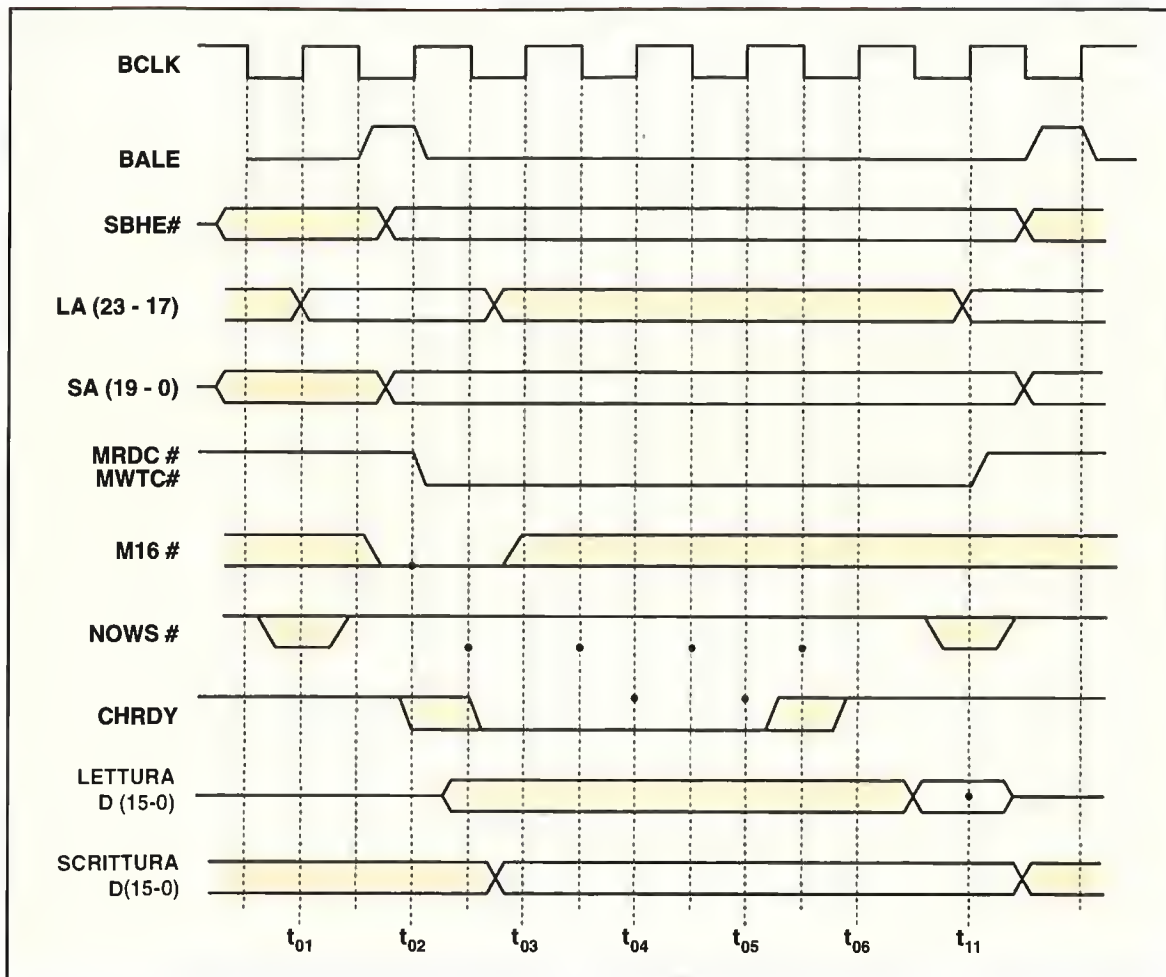 BCLK
BALE
SBHE#
LA (23 - 17)
SA (19 - 0)
MRDC #
MWTC#
M16 #
NOWS #
CHRDY
LETTURA
D (15-0)
SCRITTURA
D(15-0)
t01 t02 t03 t04 t05 t06 t11